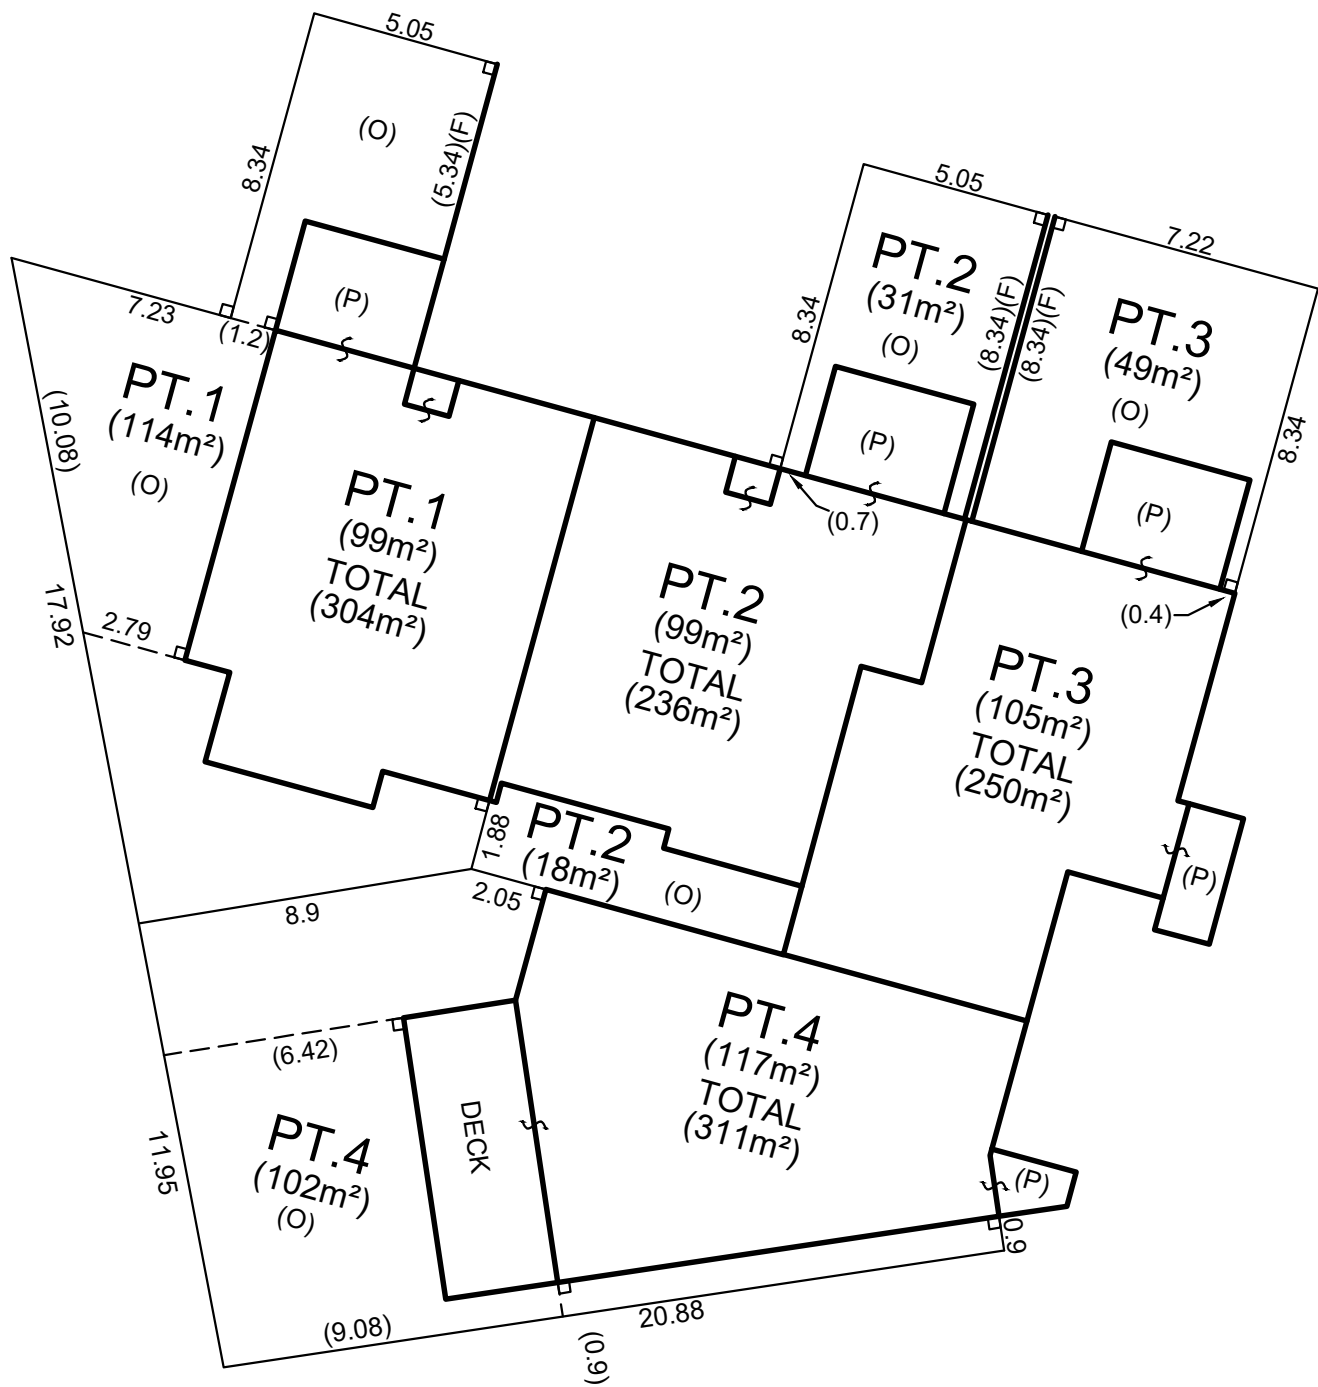 5.05
(O)
8.34
(5.34)(F)
(P)
7.23
(1.2)
PT.1
(114m²)
(O)
(10.08)
17.92
2.79
PT.1
(99m²)
TOTAL
(304m²)
5.05
PT.2
(31m²)
(O)
8.34
(8.34)(F)
(P)
(0.7)
7.22
(8.34)(F)
PT.3
(49m²)
(O)
8.34
(P)
(0.4)
PT.2
(99m²)
TOTAL
(236m²)
PT.3
(105m²)
TOTAL
(250m²)
(P)
1.88
PT.2
(18m²)
(O)
2.05
8.9
(6.42)
11.95
PT.4
(102m²)
(O)
DECK
PT.4
(117m²)
TOTAL
(311m²)
(P)
0.9
20.88
(9.08)
(0.9)